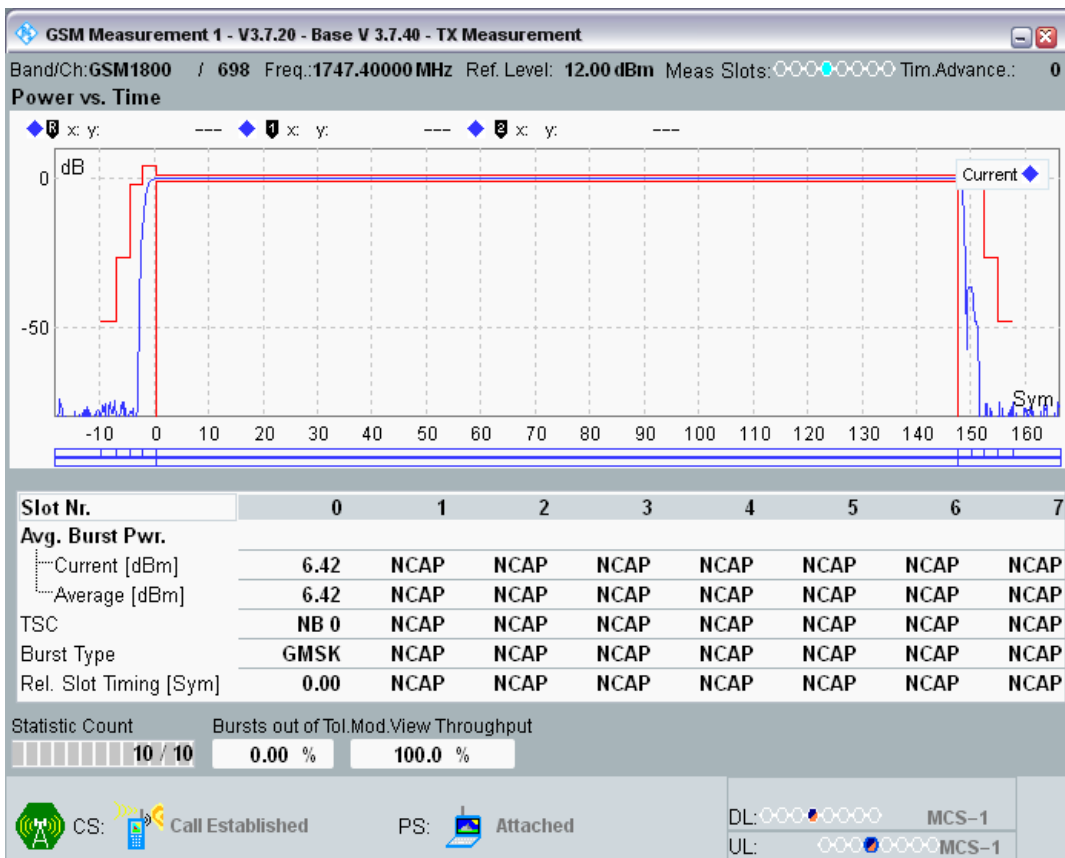 GSM Measurement 1 - V3.7.20 - Base V 3.7.40 - TX Measurement
Band/Ch:GSM1800 / 698 Freq.:1747.40000 MHz Ref. Level: 12.00 dBm Meas Slots: Tim.Advance.: 0
Power vs. Time
R x: y: --- 1 x: y: --- 2 x: y: ---
dB
Current
0
-50
Sym
-10 0 10 20 30 40 50 60 70 80 90 100 110 120 130 140 150 160
Slot Nr. 0 1 2 3 4 5 6 7
Avg. Burst Pwr.
Current [dBm] 6.42 NCAP NCAP NCAP NCAP NCAP NCAP NCAP
Average [dBm] 6.42 NCAP NCAP NCAP NCAP NCAP NCAP NCAP
TSC NB 0 NCAP NCAP NCAP NCAP NCAP NCAP NCAP
Burst Type GMSK NCAP NCAP NCAP NCAP NCAP NCAP NCAP
Rel. Slot Timing [Sym] 0.00 NCAP NCAP NCAP NCAP NCAP NCAP NCAP
Statistic Count Bursts out of Tol.Mod.View Throughput
10 / 10 0.00 % 100.0 %
CS: Call Established PS: Attached
DL: MCS-1
UL: MCS-1